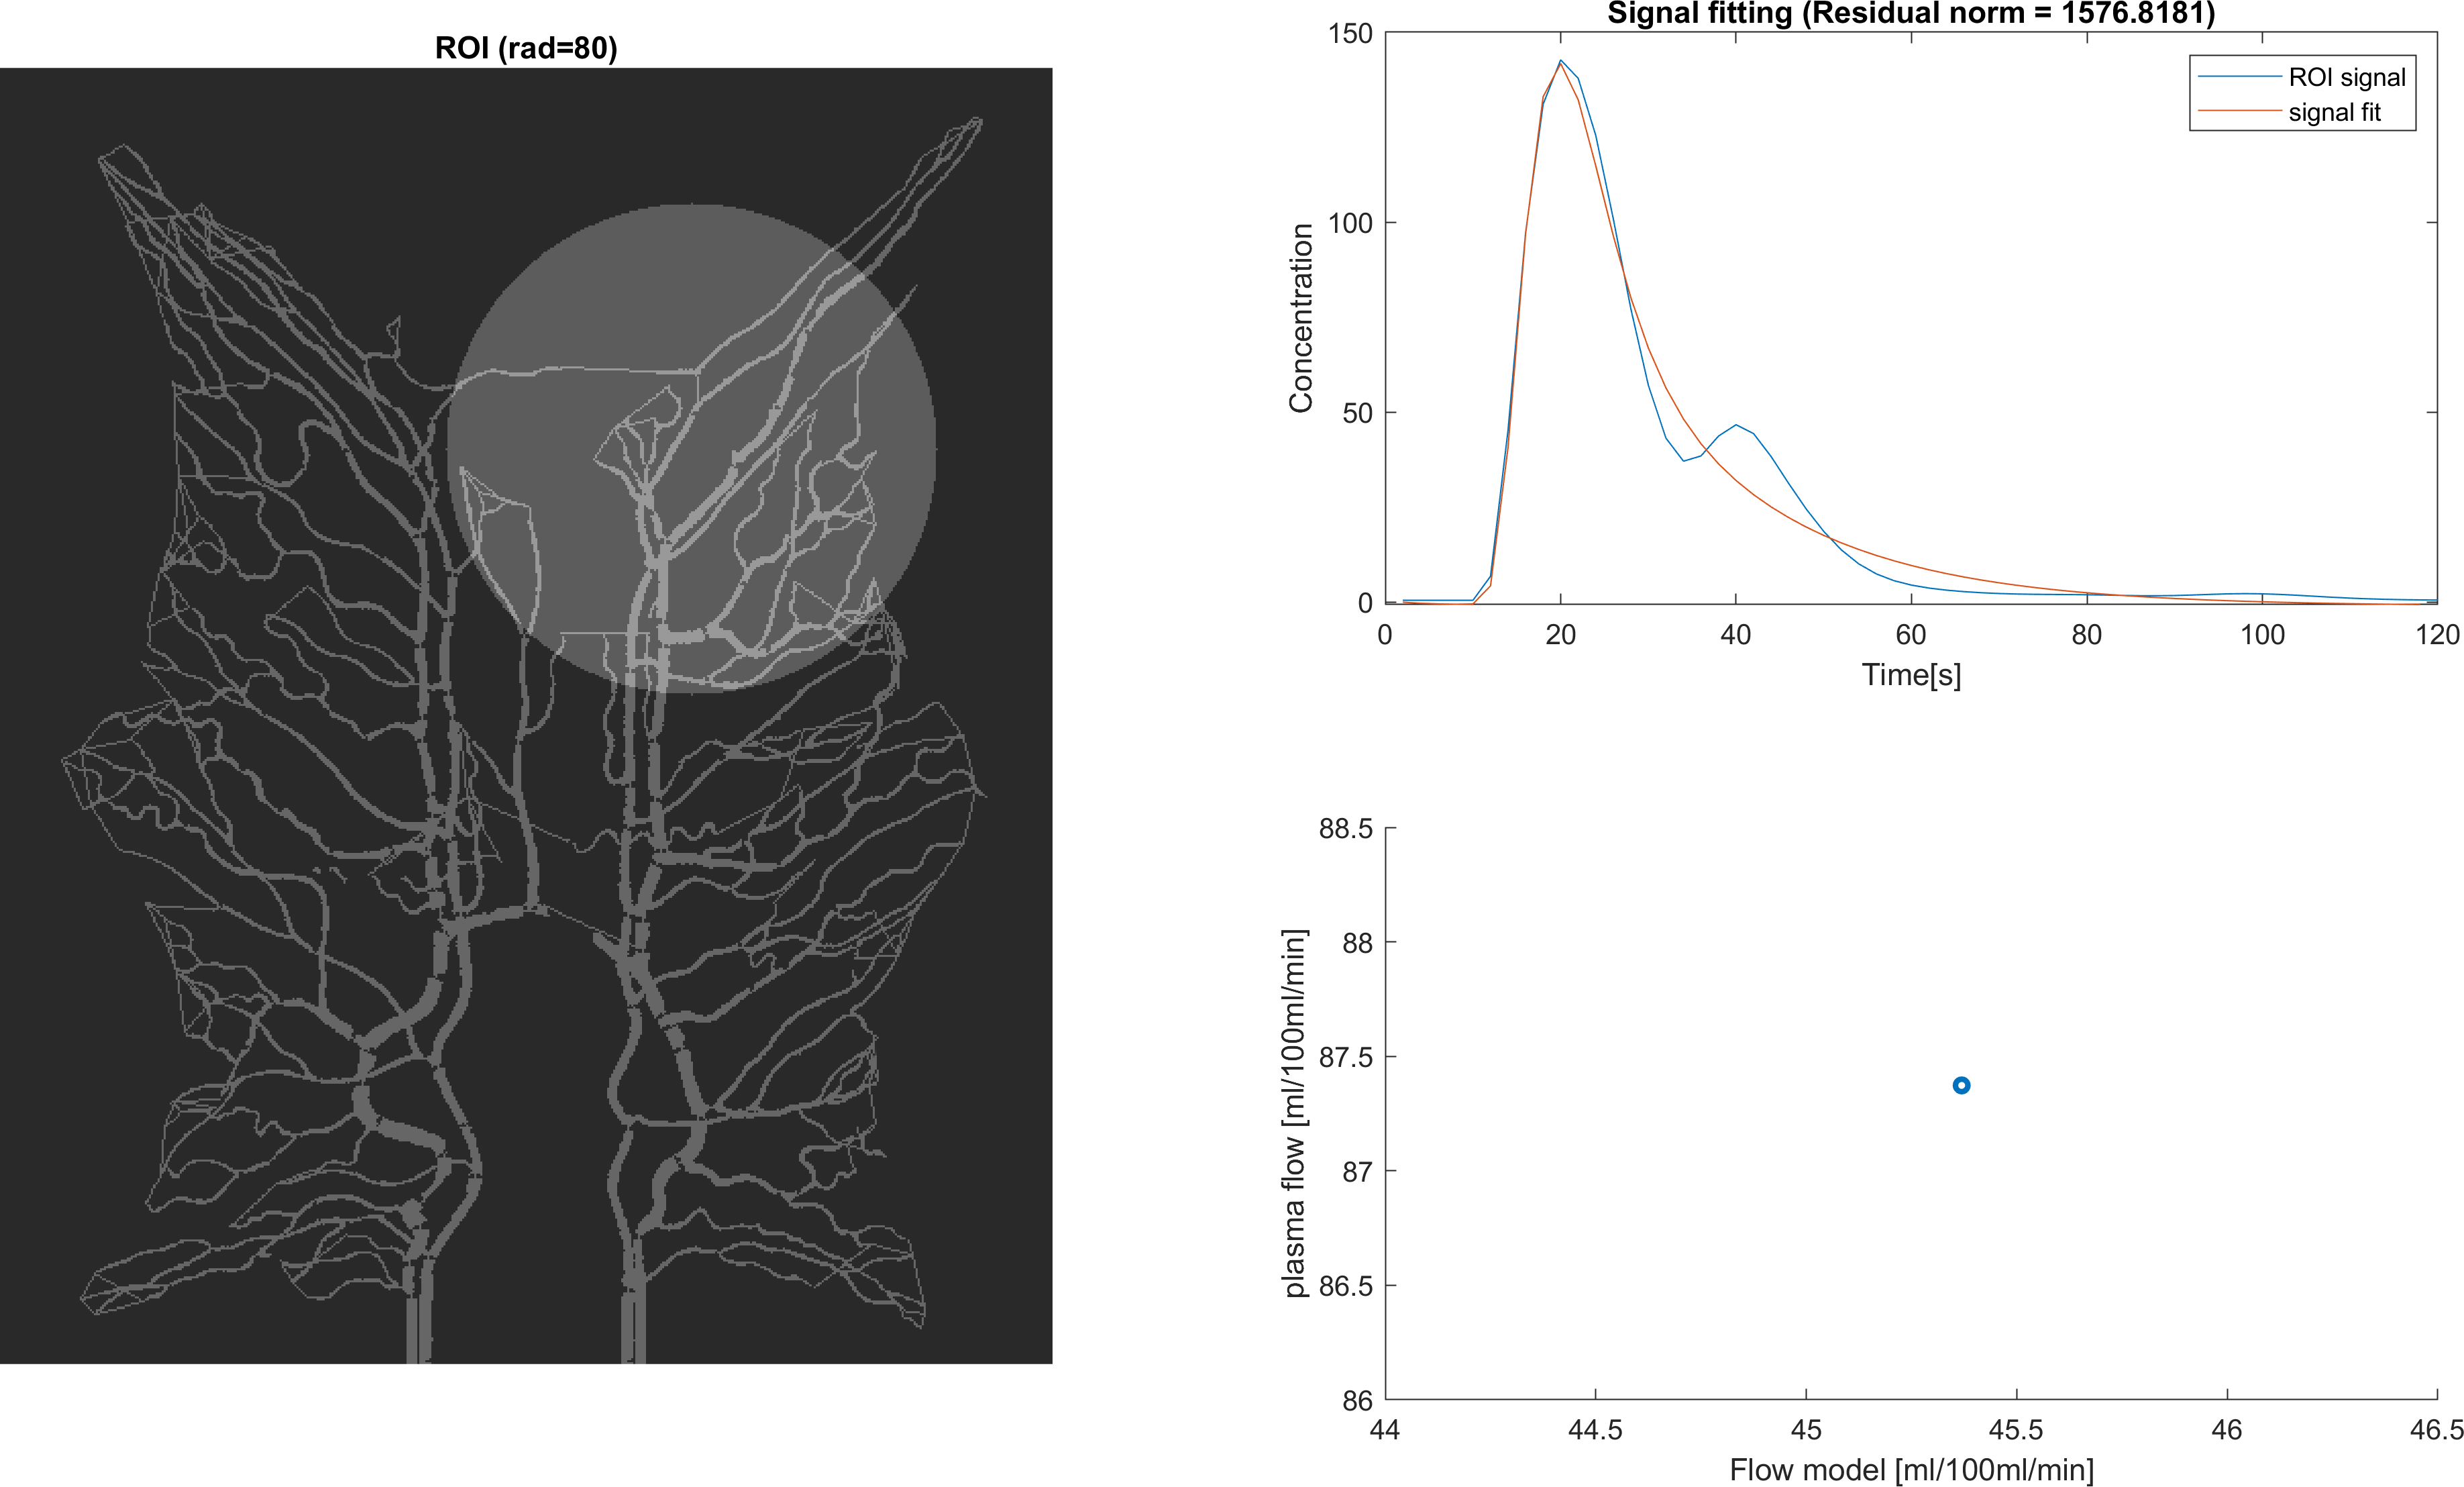 ROI (rad=80)
Signal fitting (Residual norm = 1576.8181)
150
100
50
0
Concentration
ROI signal
signal fit
0 20 40 60 80 100 120
Time[s]
88.5
88
87.5
87
86.5
86
plasma flow [ml/100ml/min]
44 44.5 45 45.5 46 46.5
Flow model [ml/100ml/min]